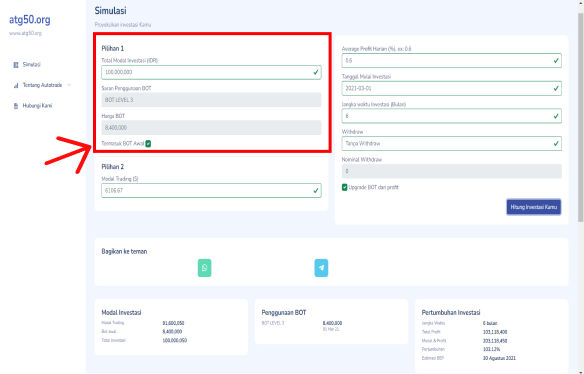 atg50.org
www.atg50.org
Simulasi
Tentang Autotrade
Hubungi Kami
Simulasi
Proyeksikan Investasi Kamu
Pilihan 1
Total Modal Investasi (IDR)
100,000,000
Saran Penggunaan BOT
BOT LEVEL 3
Harga BOT
8,400,000
Termasuk BOT Awal
Pilihan 2
Modal Trading ($)
6106.67
Average Profit Harian (%), ex: 0.6
0.6
Tanggal Mulai Investasi
2021-03-01
Jangka waktu Investasi (Bulan)
6
Withdraw
Tanpa Withdraw
Nominal Withdraw
0
Upgrade BOT dari profit
Hitung Investasi Kamu
Bagikan ke teman
Modal Investasi
Modal Trading 91,600,050
Bot awal 8,400,000
Total Investasi 100,000,050
Penggunaan BOT
BOT LEVEL 3 8,400,000
01 Mar 21
Pertumbuhan Investasi
Jangka Waktu 6 bulan
Total Profit 103,118,400
Modal & Profit 203,118,450
Pertumbuhan 103.12%
Estimasi BEP 30 Agustus 2021